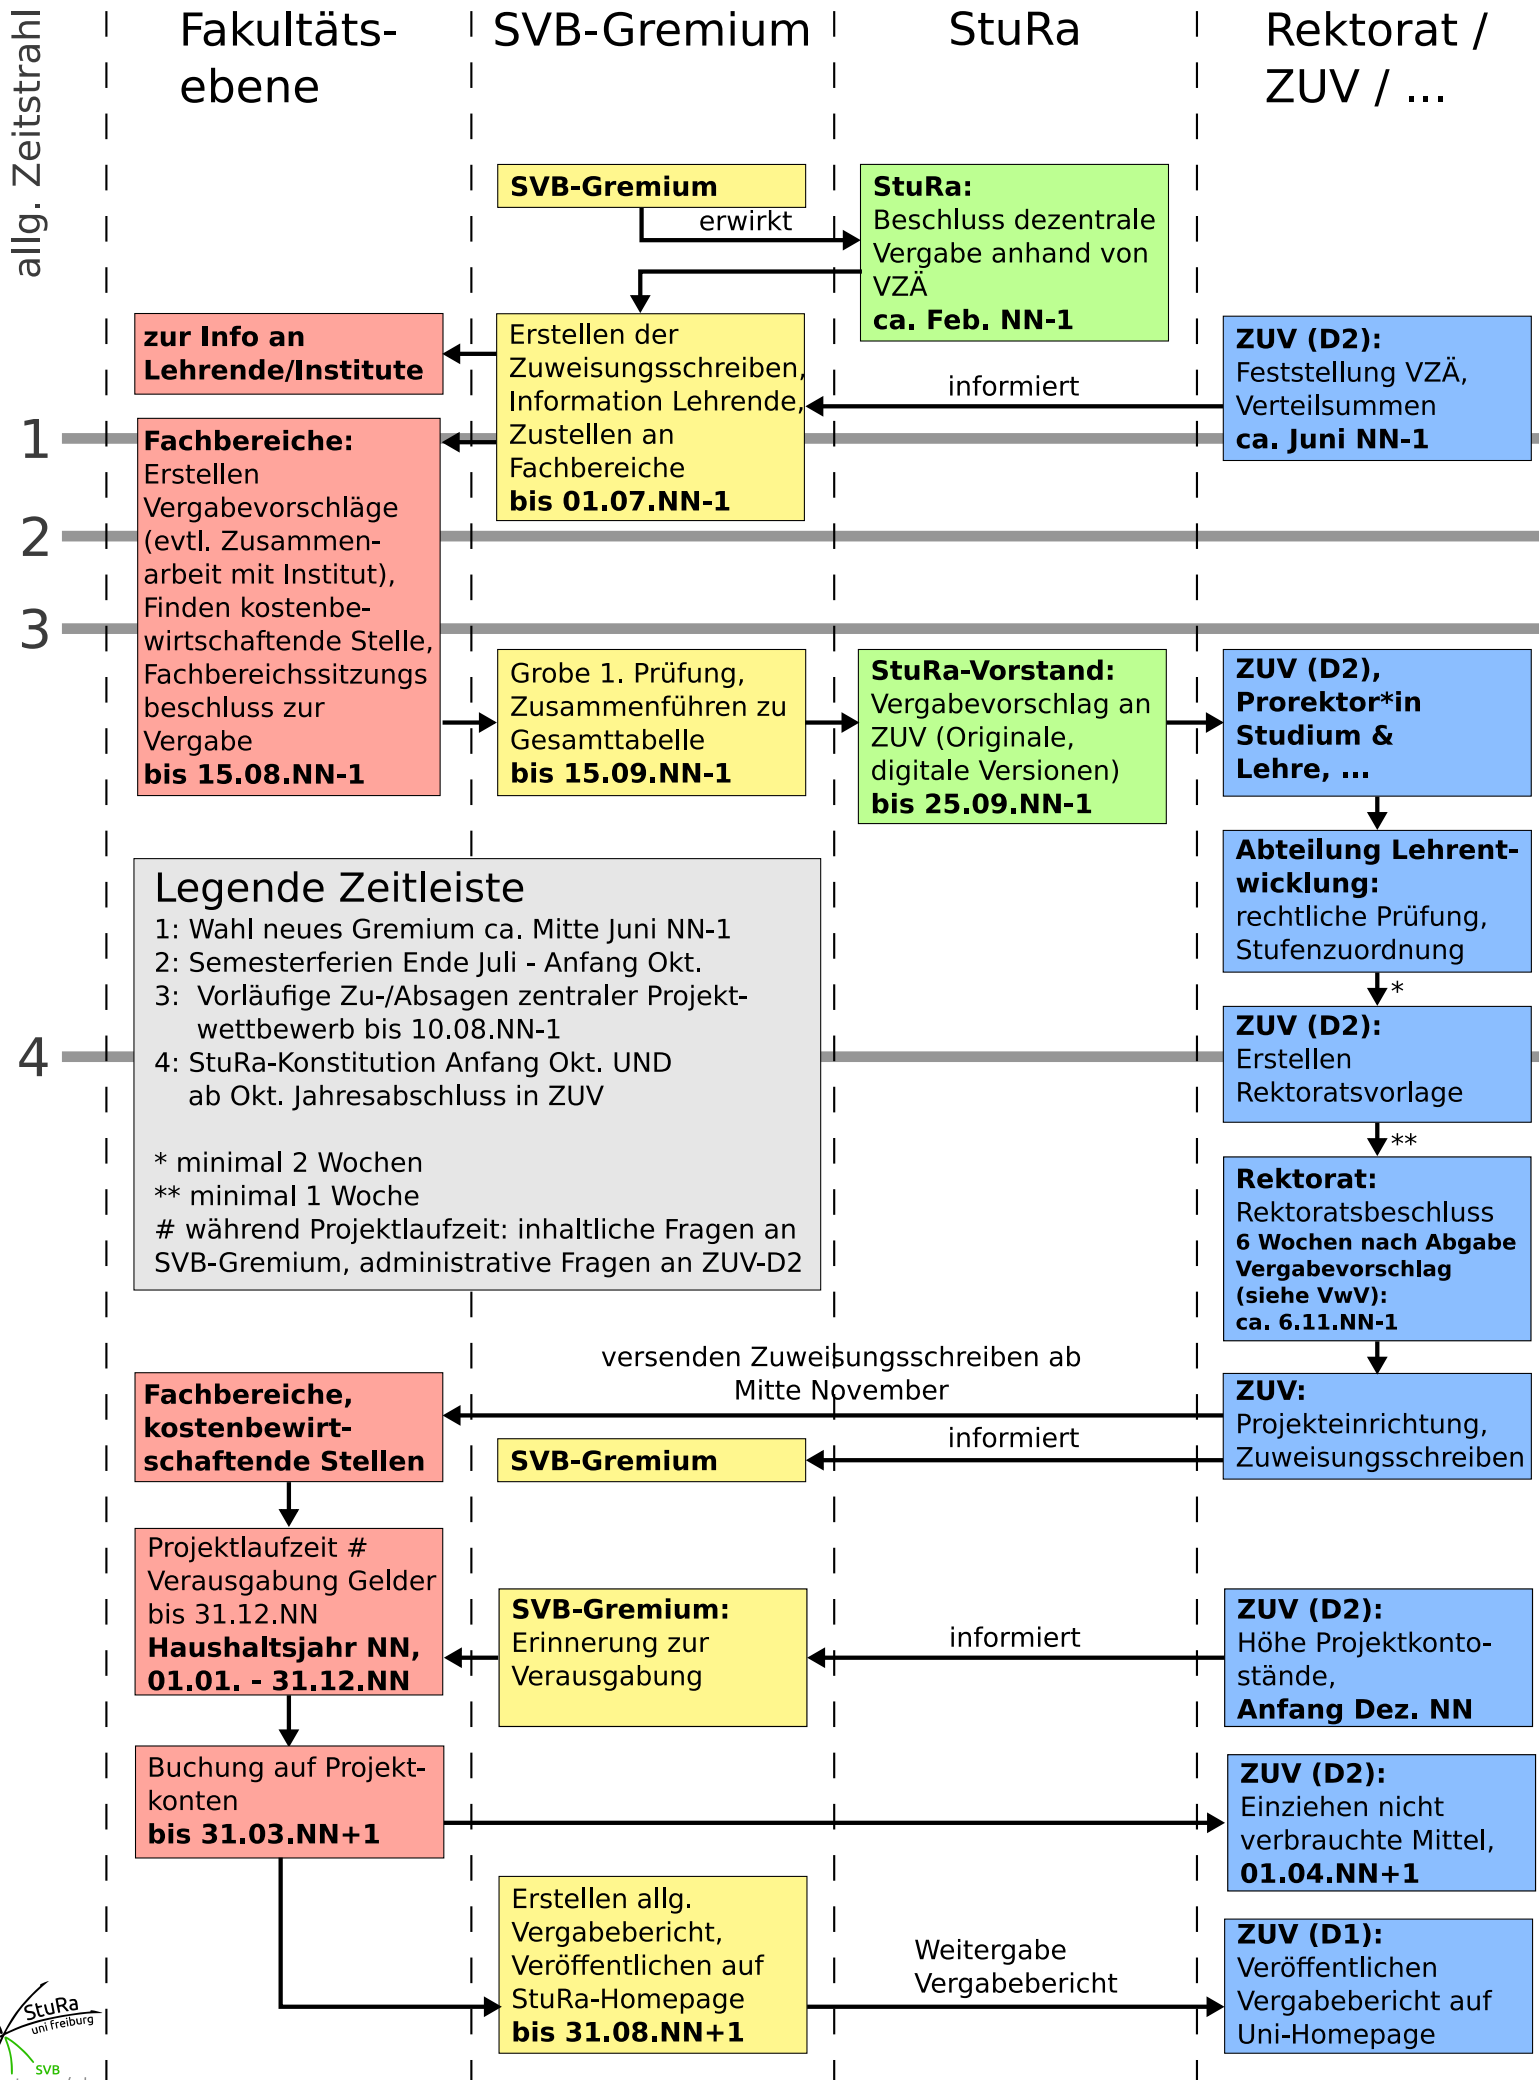 allg. Zeitstrahl
Fakultäts-
ebene
SVB-Gremium
StuRa
Rektorat /
ZUV / ...
SVB-Gremium
erwirkt
StuRa:
Beschluss dezentrale
Vergabe anhand von
VZÄ
ca. Feb. NN-1
zur Info an
Lehrende/Institute
Erstellen der
Zuweisungsschreiben,
Information Lehrende,
Zustellen an
Fachbereiche
bis 01.07.NN-1
informiert
ZUV (D2):
Feststellung VZÄ,
Verteilsummen
ca. Juni NN-1
1
2
3
Fachbereiche:
Erstellen
Vergabevorschläge
(evtl. Zusammen-
arbeit mit Institut),
Finden kostenbe-
wirtschaftende Stelle,
Fachbereichssitzungs
beschluss zur
Vergabe
bis 15.08.NN-1
Grobe 1. Prüfung,
Zusammenführen zu
Gesamttabelle
bis 15.09.NN-1
StuRa-Vorstand:
Vergabevorschlag an
ZUV (Originale,
digitale Versionen)
bis 25.09.NN-1
ZUV (D2),
Prorektor*in
Studium &
Lehre, ...
Abteilung Lehrent-
wicklung:
rechtliche Prüfung,
Stufenzuordnung
*
ZUV (D2):
Erstellen
Rektoratsvorlage
**
Rektorat:
Rektoratsbeschluss
6 Wochen nach Abgabe
Vergabevorschlag
(siehe VwV):
ca. 6.11.NN-1
4
Legende Zeitleiste
1: Wahl neues Gremium ca. Mitte Juni NN-1
2: Semesterferien Ende Juli - Anfang Okt.
3: Vorläufige Zu-/Absagen zentraler Projekt-
wettbewerb bis 10.08.NN-1
4: StuRa-Konstitution Anfang Okt. UND
ab Okt. Jahresabschluss in ZUV
* minimal 2 Wochen
** minimal 1 Woche
# während Projektlaufzeit: inhaltliche Fragen an
SVB-Gremium, administrative Fragen an ZUV-D2
versenden Zuweisungsschreiben ab
Mitte November
Fachbereiche,
kostenbewirt-
schaftende Stellen
SVB-Gremium
informiert
ZUV:
Projekteinrichtung,
Zuweisungsschreiben
Projektlaufzeit #
Verausgabung Gelder
bis 31.12.NN
Haushaltsjahr NN,
01.01. - 31.12.NN
SVB-Gremium:
Erinnerung zur
Verausgabung
informiert
ZUV (D2):
Höhe Projektkonto-
stände,
Anfang Dez. NN
Buchung auf Projekt-
konten
bis 31.03.NN+1
ZUV (D2):
Einziehen nicht
verbrauchte Mittel,
01.04.NN+1
Erstellen allg.
Vergabebericht,
Veröffentlichen auf
StuRa-Homepage
bis 31.08.NN+1
Weitergabe
Vergabebericht
ZUV (D1):
Veröffentlichen
Vergabebericht auf
Uni-Homepage
StuRa
uni freiburg
SVB